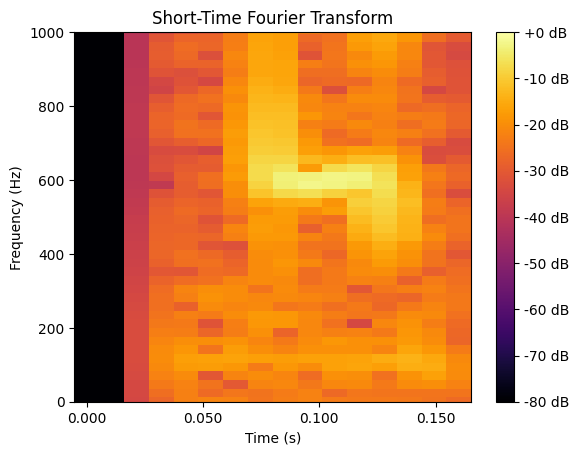 Short-Time Fourier Transform
1000
800
600
400
200
0
Frequency (Hz)
0.000
0.050
0.100
0.150
Time (s)
+0 dB
-10 dB
-20 dB
-30 dB
-40 dB
-50 dB
-60 dB
-70 dB
-80 dB